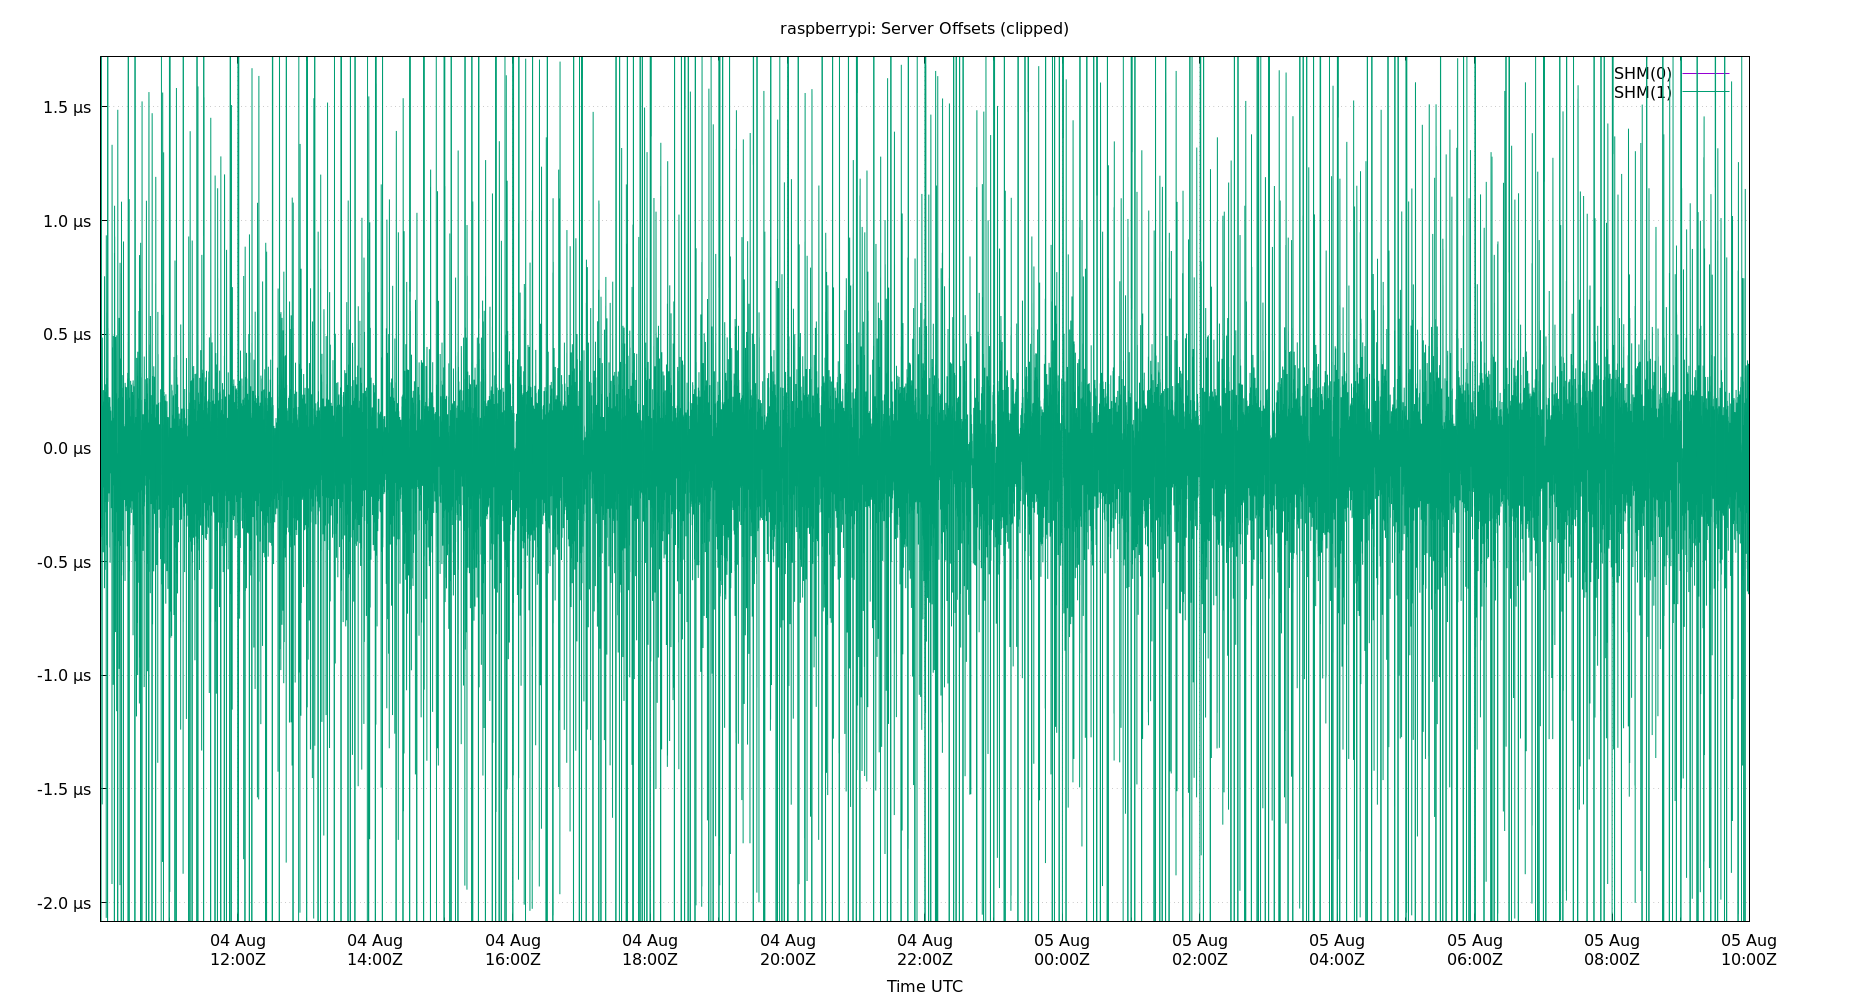 raspberrypi: Server Offsets (clipped)
SHM(0)
SHM(1)
1.5 µs
1.0 µs
0.5 µs
0.0 µs
-0.5 µs
-1.0 µs
-1.5 µs
-2.0 µs
04 Aug 04 Aug 04 Aug 04 Aug 04 Aug 04 Aug 05 Aug 05 Aug 05 Aug 05 Aug 05 Aug 05 Aug
12:00Z 14:00Z 16:00Z 18:00Z 20:00Z 22:00Z 00:00Z 02:00Z 04:00Z 06:00Z 08:00Z 10:00Z
Time UTC